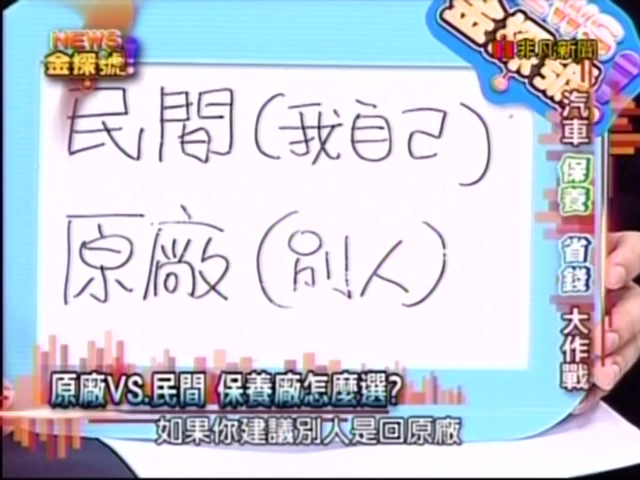 NEWS
金探號
非凡新聞
民間(我自己)
原廠(別人)
汽車保養省錢大作戰
原廠VS.民間 保養廠怎麼選?
如果你建議別人是回原廠